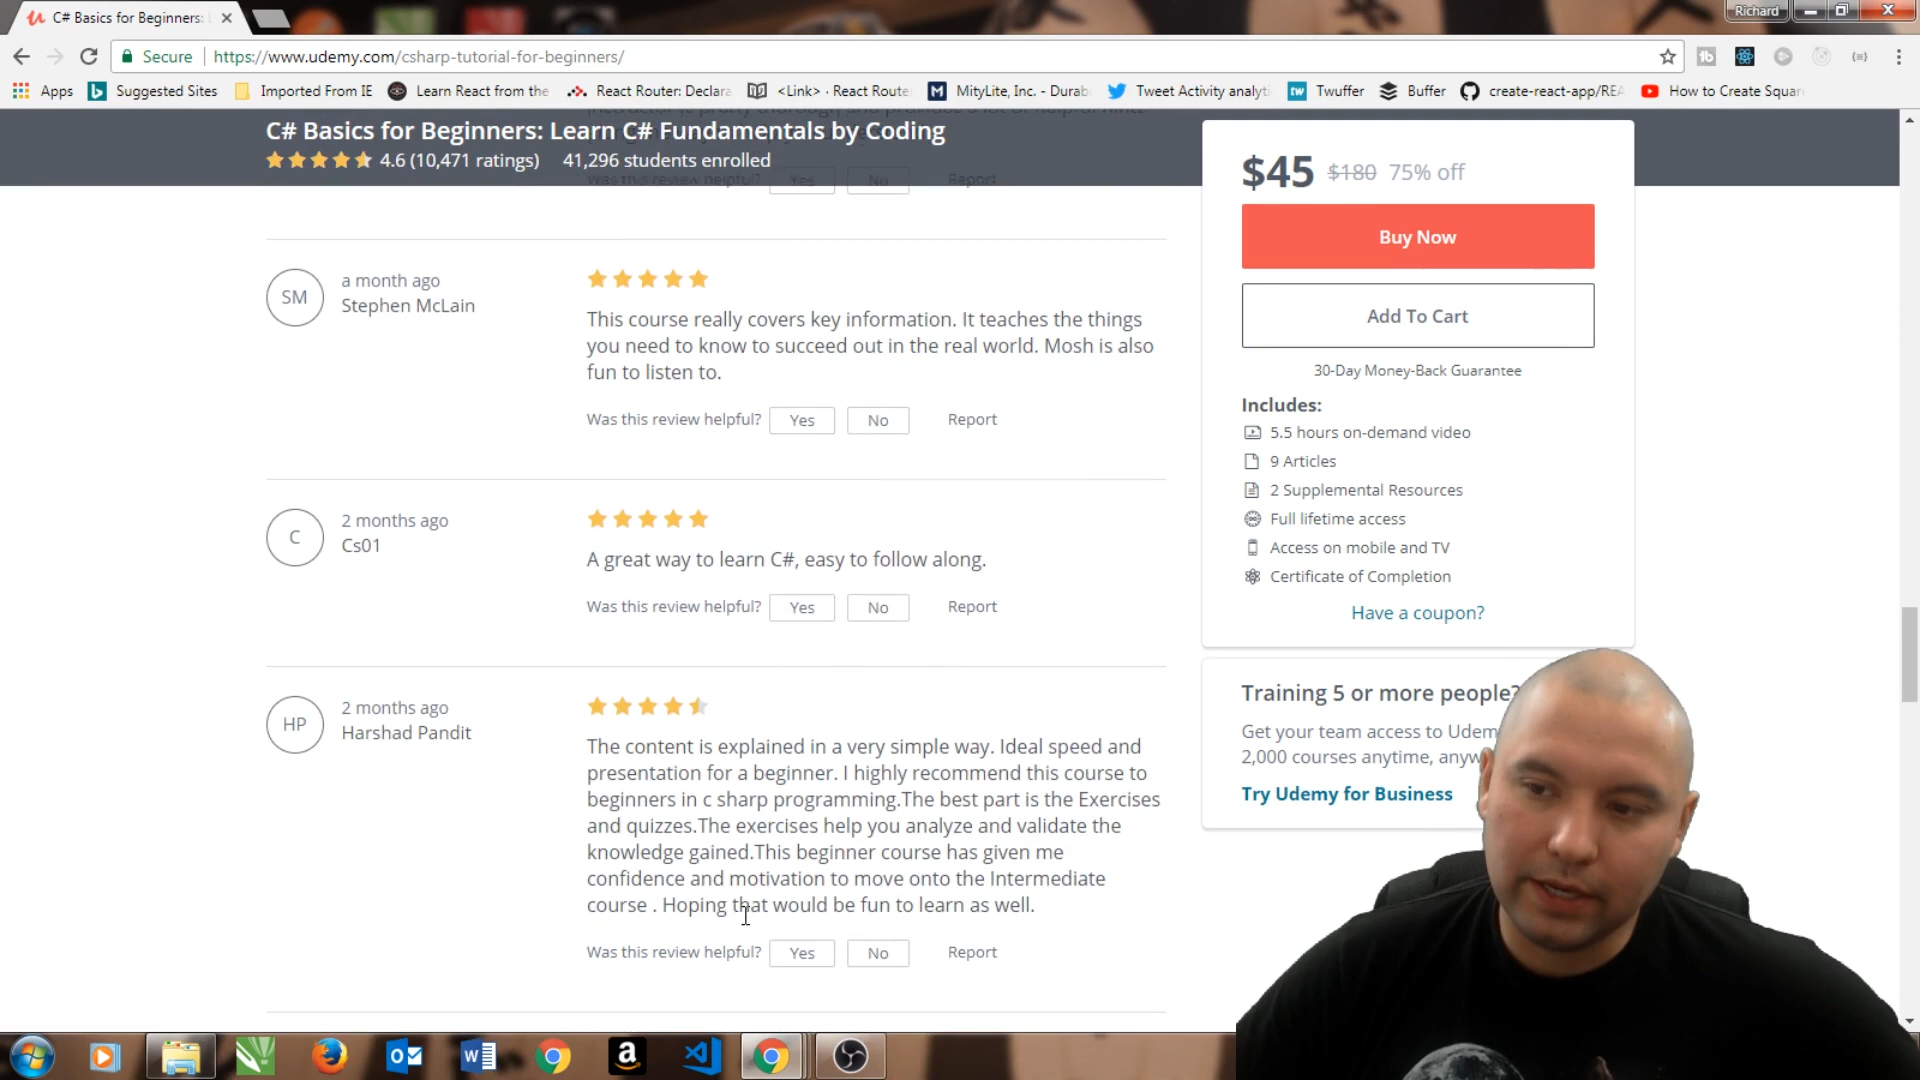 C# Basics for Beginners:
Richard
Secure
https://www.udemy.com/csharp-tutorial-for-beginners/
Apps
Suggested Sites
Imported From IE
Learn React from the
React Router: Declara
<Link> · React Route
MityLite, Inc. - Durab
Tweet Activity analyti
Twuffer
Buffer
create-react-app/REA
How to Create Squar
C# Basics for Beginners: Learn C# Fundamentals by Coding
4.6 (10,471 ratings) 41,296 students enrolled
Was this review helpful? Yes No Report
a month ago
Stephen McLain
SM
This course really covers key information. It teaches the things
you need to know to succeed out in the real world. Mosh is also
fun to listen to.
Was this review helpful? Yes No Report
2 months ago
Cs01
C
A great way to learn C#, easy to follow along.
Was this review helpful? Yes No Report
2 months ago
Harshad Pandit
HP
The content is explained in a very simple way. Ideal speed and
presentation for a beginner. I highly recommend this course to
beginners in c sharp programming.The best part is the Exercises
and quizzes.The exercises help you analyze and validate the
knowledge gained.This beginner course has given me
confidence and motivation to move onto the Intermediate
course . Hoping that would be fun to learn as well.
Was this review helpful? Yes No Report
$45 $180 75% off
Buy Now
Add To Cart
30-Day Money-Back Guarantee
Includes:
5.5 hours on-demand video
9 Articles
2 Supplemental Resources
Full lifetime access
Access on mobile and TV
Certificate of Completion
Have a coupon?
Training 5 or more people?
Get your team access to Udem
2,000 courses anytime, anyw
Try Udemy for Business